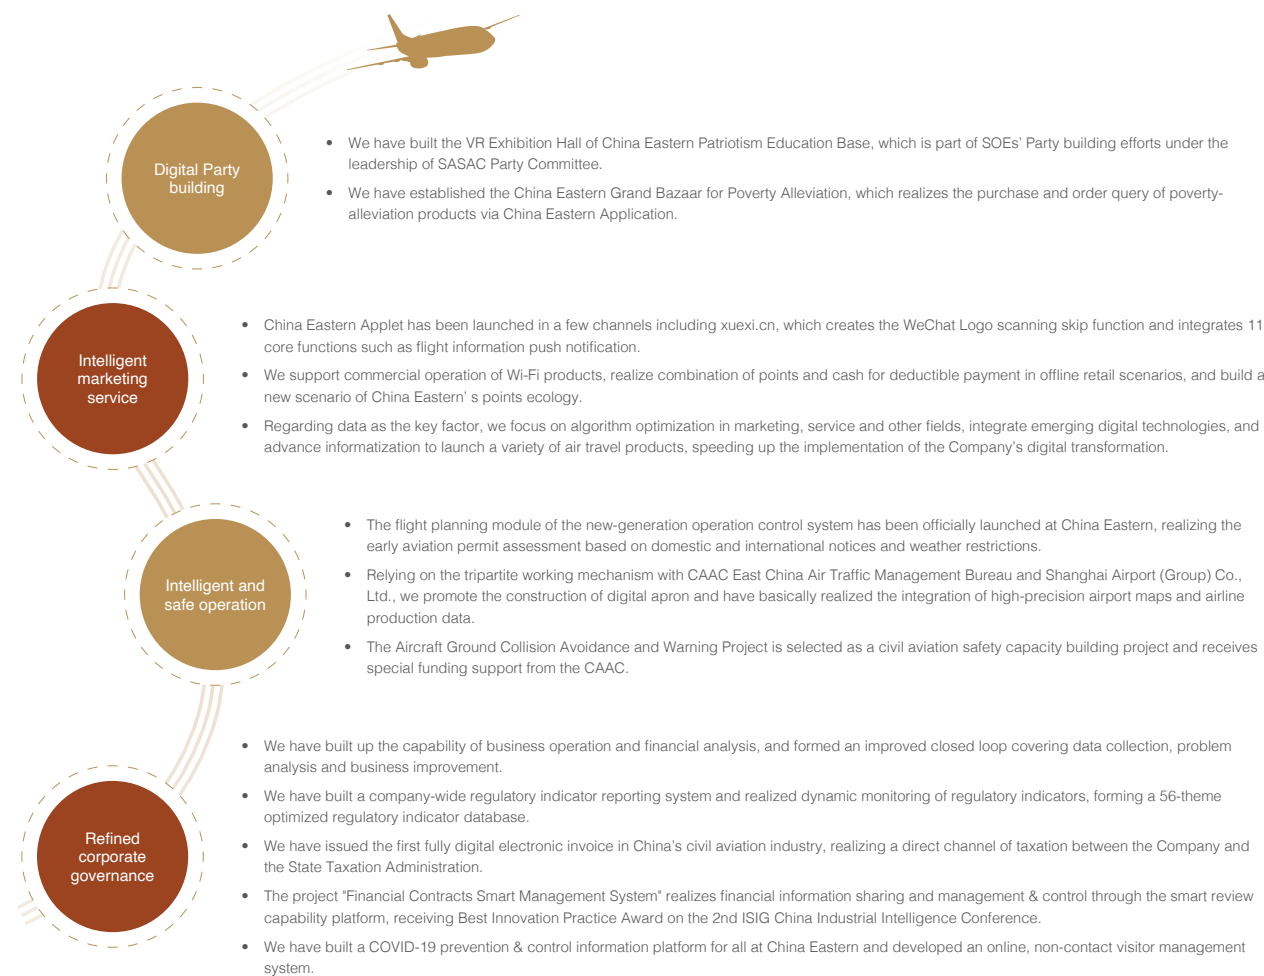 Digital Party
building
• We have built the VR Exhibition Hall of China Eastern Patriotism Education Base, which is part of SOEs' Party building efforts under the
leadership of SASAC Party Committee.
• We have established the China Eastern Grand Bazaar for Poverty Alleviation, which realizes the purchase and order query of poverty-
alleviation products via China Eastern Application.
Intelligent
marketing
service
• China Eastern Applet has been launched in a few channels including xuexi.cn, which creates the WeChat Logo scanning skip function and integrates 11
core functions such as flight information push notification.
• We support commercial operation of Wi-Fi products, realize combination of points and cash for deductible payment in offline retail scenarios, and build a
new scenario of China Eastern' s points ecology.
• Regarding data as the key factor, we focus on algorithm optimization in marketing, service and other fields, integrate emerging digital technologies, and
advance informatization to launch a variety of air travel products, speeding up the implementation of the Company's digital transformation.
Intelligent and
safe operation
• The flight planning module of the new-generation operation control system has been officially launched at China Eastern, realizing the
early aviation permit assessment based on domestic and international notices and weather restrictions.
• Relying on the tripartite working mechanism with CAAC East China Air Traffic Management Bureau and Shanghai Airport (Group) Co.,
Ltd., we promote the construction of digital apron and have basically realized the integration of high-precision airport maps and airline
production data.
• The Aircraft Ground Collision Avoidance and Warning Project is selected as a civil aviation safety capacity building project and receives
special funding support from the CAAC.
Refined
corporate
governance
• We have built up the capability of business operation and financial analysis, and formed an improved closed loop covering data collection, problem
analysis and business improvement.
• We have built a company-wide regulatory indicator reporting system and realized dynamic monitoring of regulatory indicators, forming a 56-theme
optimized regulatory indicator database.
• We have issued the first fully digital electronic invoice in China's civil aviation industry, realizing a direct channel of taxation between the Company and
the State Taxation Administration.
• The project "Financial Contracts Smart Management System" realizes financial information sharing and management & control through the smart review
capability platform, receiving Best Innovation Practice Award on the 2nd ISIG China Industrial Intelligence Conference.
• We have built a COVID-19 prevention & control information platform for all at China Eastern and developed an online, non-contact visitor management
system.